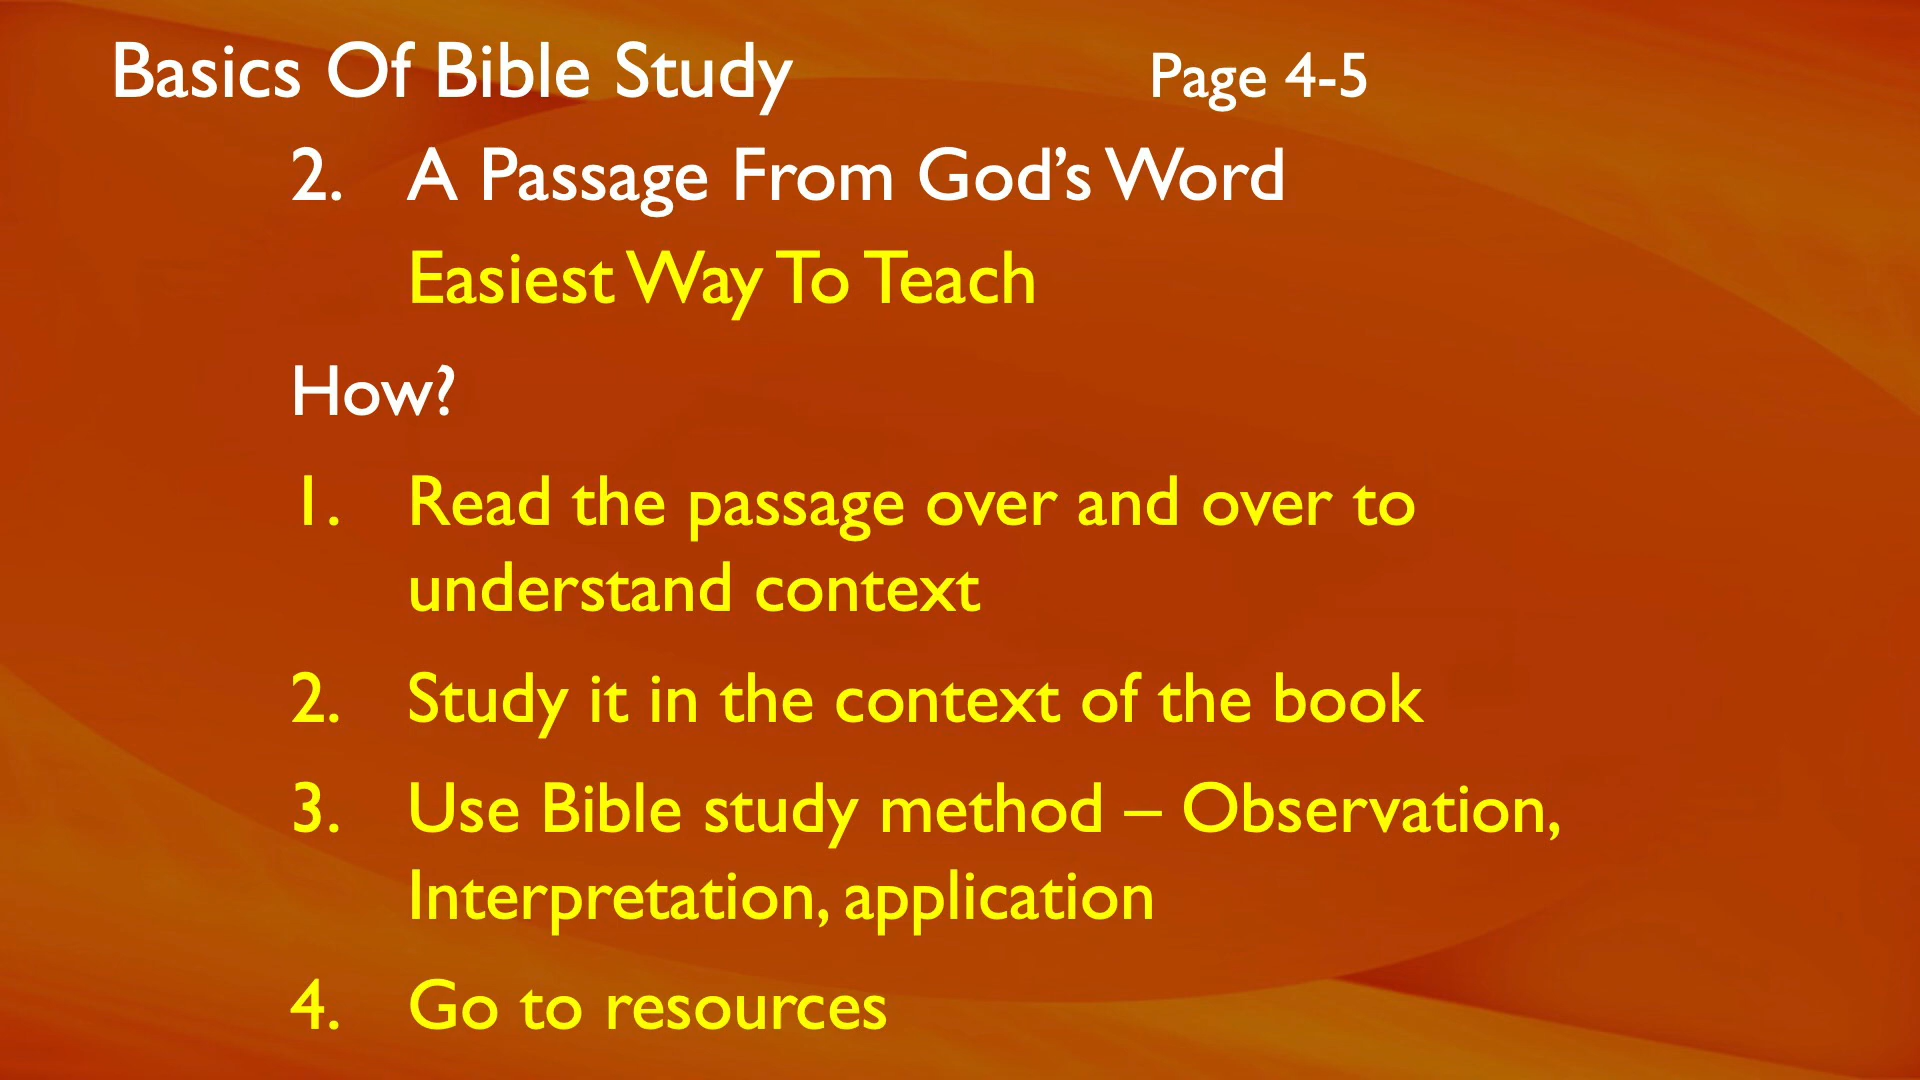 Basics Of Bible Study Page 4-5
2. A Passage From God’s Word
Easiest Way To Teach
How?
1. Read the passage over and over to
understand context
2. Study it in the context of the book
3. Use Bible study method – Observation,
Interpretation, application
4. Go to resources